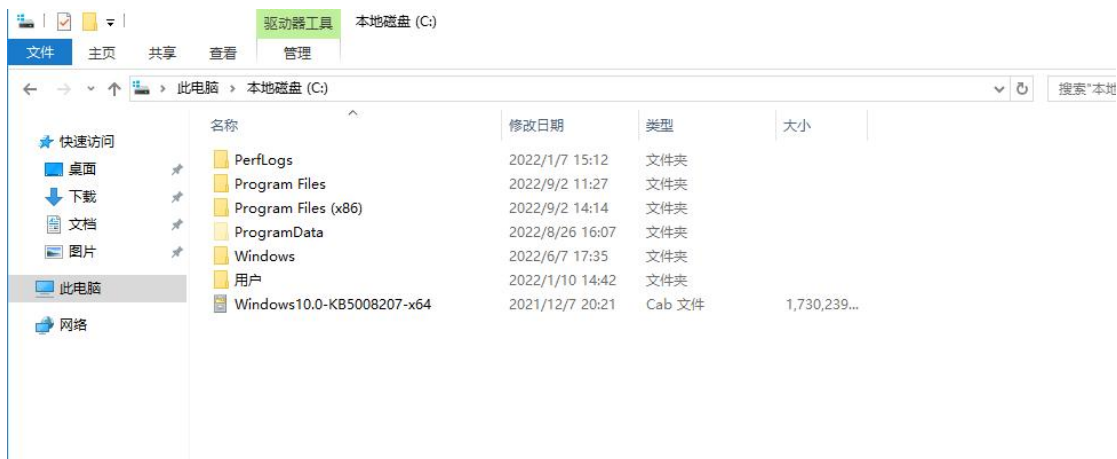 驱动器工具 本地磁盘 (C:)
文件 主页 共享 查看 管理
此电脑 › 本地磁盘 (C:) 搜索"本地
名称 修改日期 类型 大小
快速访问
桌面
下载
文档
图片
此电脑
网络
PerfLogs 2022/1/7 15:12 文件夹
Program Files 2022/9/2 11:27 文件夹
Program Files (x86) 2022/9/2 14:14 文件夹
ProgramData 2022/8/26 16:07 文件夹
Windows 2022/6/7 17:35 文件夹
用户 2022/1/10 14:42 文件夹
Windows10.0-KB5008207-x64 2021/12/7 20:21 Cab 文件 1,730,239...